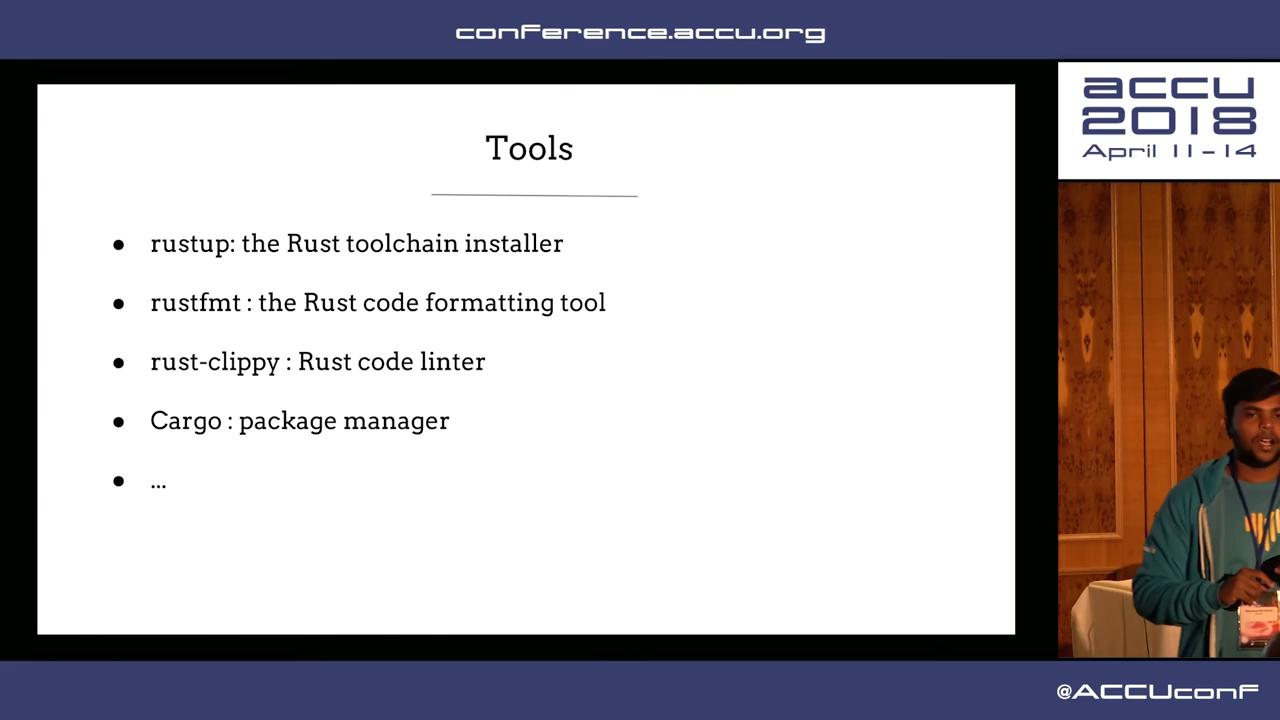 conference.accu.org
accu
2018
April 11-14
Tools
● rustup: the Rust toolchain installer
● rustfmt : the Rust code formatting tool
● rust-clippy : Rust code linter
● Cargo : package manager
● ...
@ACCUconf